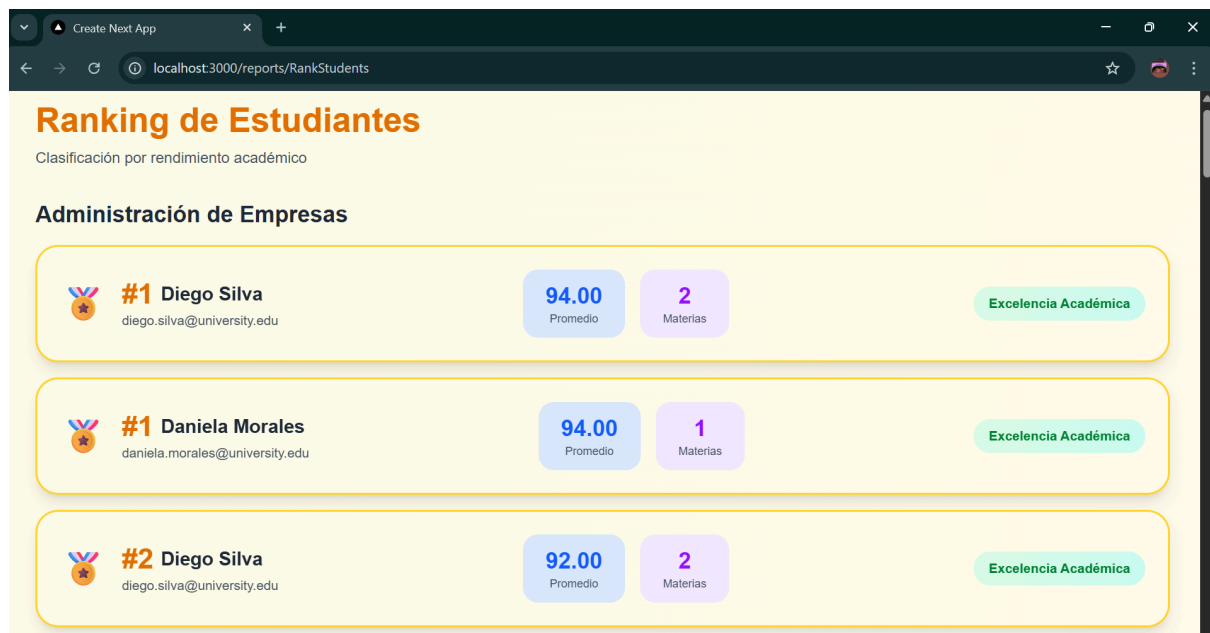 Create Next App
localhost:3000/reports/RankStudents
Ranking de Estudiantes
Clasificación por rendimiento académico
Administración de Empresas
#1 Diego Silva
diego.silva@university.edu
94.00
Promedio
2
Materias
Excelencia Académica
#1 Daniela Morales
daniela.morales@university.edu
94.00
Promedio
1
Materias
Excelencia Académica
#2 Diego Silva
diego.silva@university.edu
92.00
Promedio
2
Materias
Excelencia Académica